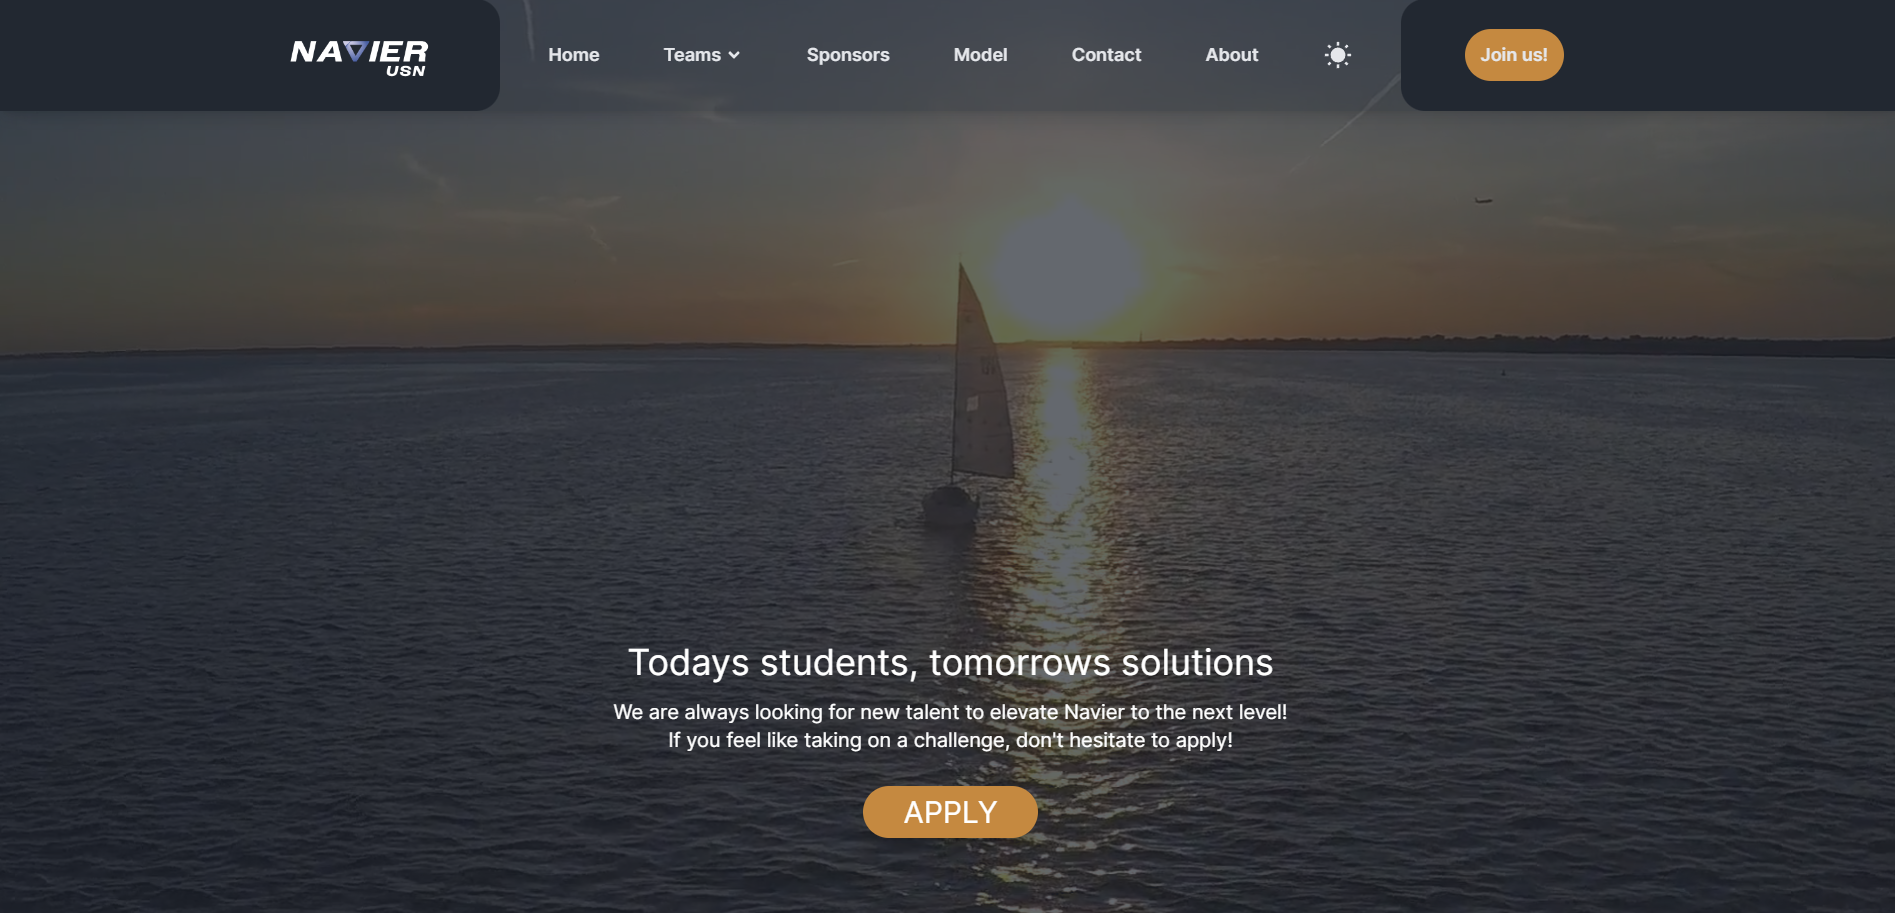 NAVIER
USN
Home
Teams
Sponsors
Model
Contact
About
Join us!
Todays students, tomorrows solutions
We are always looking for new talent to elevate Navier to the next level!
If you feel like taking on a challenge, don't hesitate to apply!
APPLY